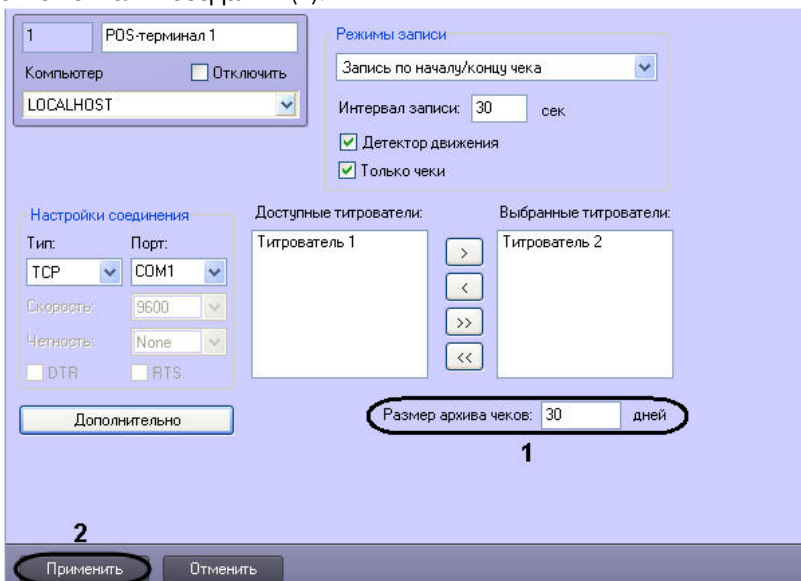 1 POS-терминал 1
Компьютер Отключить
LOCALHOST
Режимы записи
Запись по началу/концу чека
Интервал записи: 30 сек
Детектор движения
Только чеки
Настройки соединения
Тип: Порт:
TCP COM1
Скорость: 9600
Четность: None
DTR RTS
Дополнительно
Доступные титрователи: Выбранные титрователи:
Титрователь 1 > Титрователь 2
<
>>
<<
Размер архива чеков: 30 дней
1
2
Применить Отменить